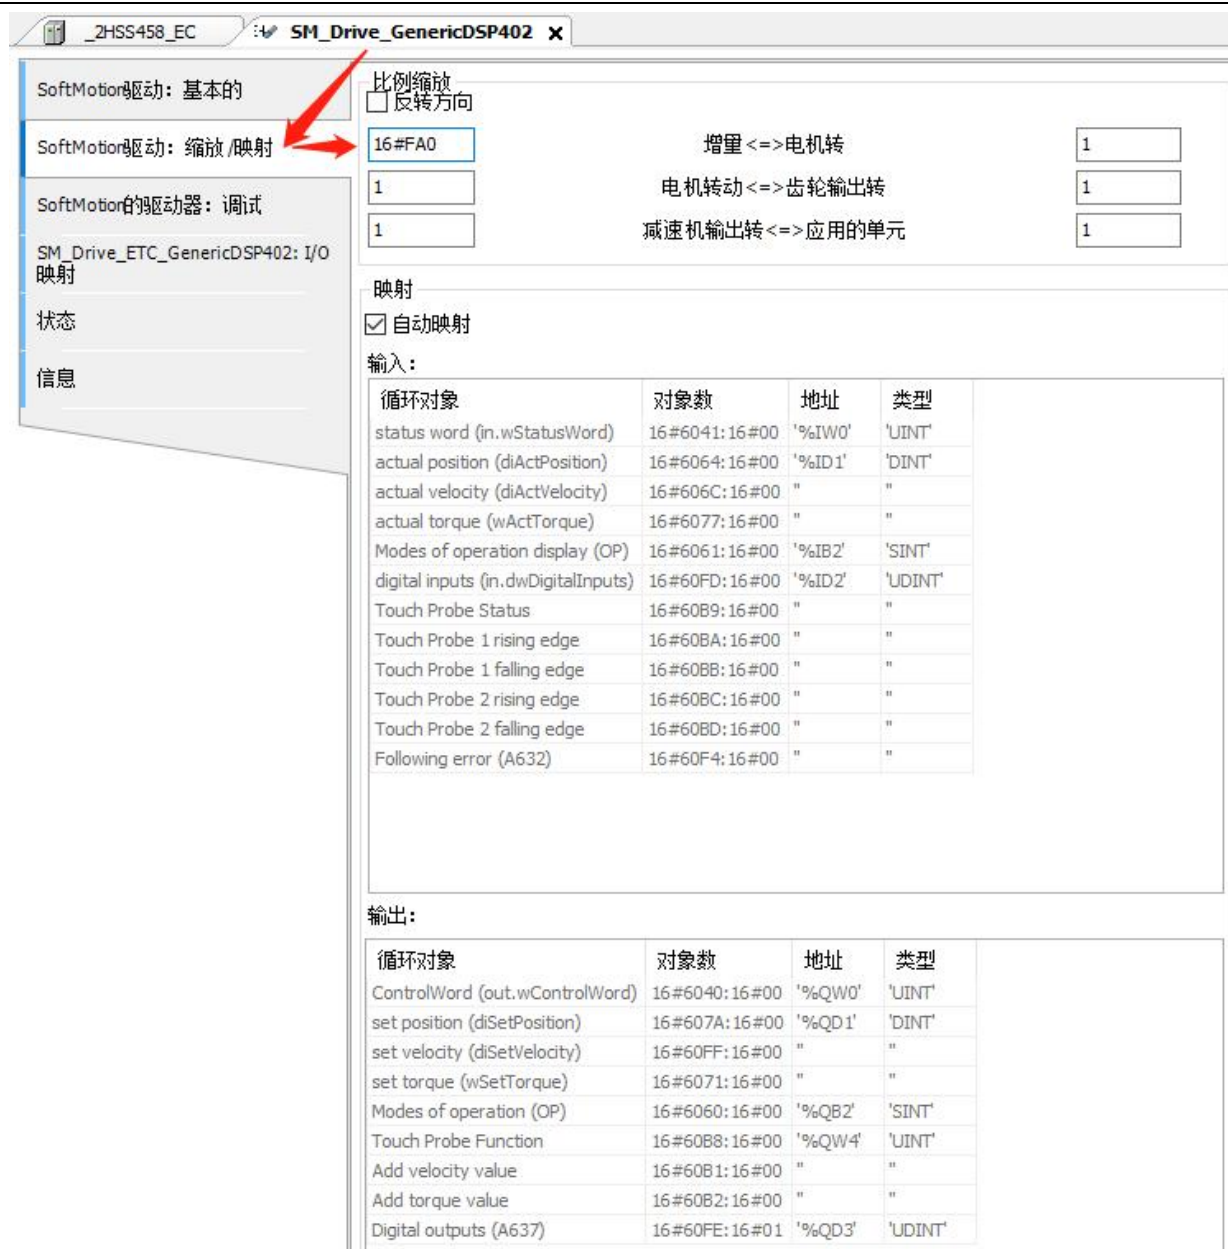 _2HSS458_EC
SM_Drive_GenericDSP402
SoftMotion驱动：基本的
SoftMotion驱动：缩放/映射
SoftMotion的驱动器：调试
SM_Drive_ETC_GenericDSP402: I/O
映射
状态
信息
比例缩放
反转方向
16#FA0 增量<=>电机转 1
1 电机转动<=>齿轮输出转 1
1 减速机输出转<=>应用的单元 1
映射
自动映射
输入：
循环对象 对象数 地址 类型
status word (in.wStatusWord) 16#6041:16#00 '%IW0' 'UINT'
actual position (diActPosition) 16#6064:16#00 '%ID1' 'DINT'
actual velocity (diActVelocity) 16#606C:16#00 '' ''
actual torque (wActTorque) 16#6077:16#00 '' ''
Modes of operation display (OP) 16#6061:16#00 '%IB2' 'SINT'
digital inputs (in.dwDigitalInputs) 16#60FD:16#00 '%ID2' 'UDINT'
Touch Probe Status 16#60B9:16#00 '' ''
Touch Probe 1 rising edge 16#60BA:16#00 '' ''
Touch Probe 1 falling edge 16#60BB:16#00 '' ''
Touch Probe 2 rising edge 16#60BC:16#00 '' ''
Touch Probe 2 falling edge 16#60BD:16#00 '' ''
Following error (A632) 16#60F4:16#00 '' ''
输出：
循环对象 对象数 地址 类型
ControlWord (out.wControlWord) 16#6040:16#00 '%QW0' 'UINT'
set position (diSetPosition) 16#607A:16#00 '%QD1' 'DINT'
set velocity (diSetVelocity) 16#60FF:16#00 '' ''
set torque (wSetTorque) 16#6071:16#00 '' ''
Modes of operation (OP) 16#6060:16#00 '%QB2' 'SINT'
Touch Probe Function 16#60B8:16#00 '%QW4' 'UINT'
Add velocity value 16#60B1:16#00 '' ''
Add torque value 16#60B2:16#00 '' ''
Digital outputs (A637) 16#60FE:16#01 '%QD3' 'UDINT'